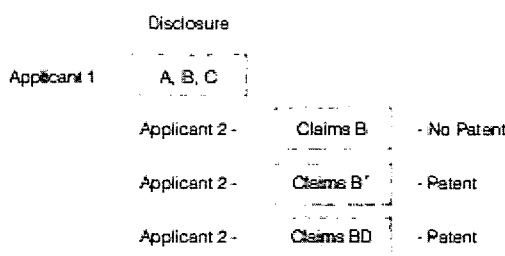 Disclosure
Applicant 1 A, B, C
Applicant 2 - Claims B - No Patent
Applicant 2 - Claims B' - Patent
Applicant 2 - Claims BD - Patent